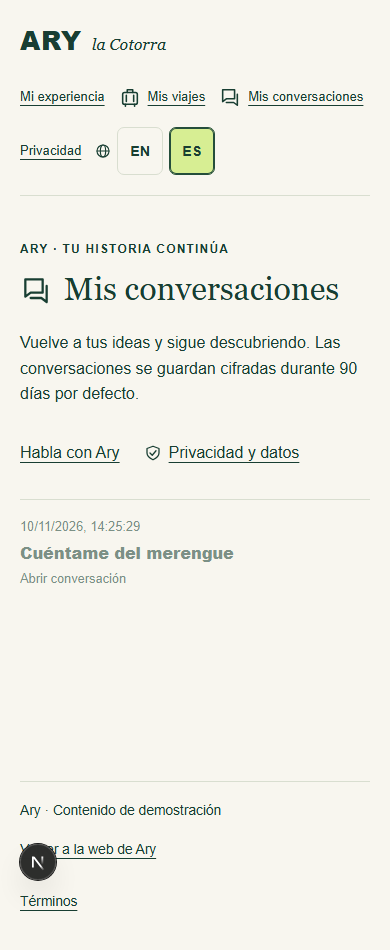 ARY la Cotorra
Mi experiencia Mis viajes Mis conversaciones
Privacidad EN ES
ARY · TU HISTORIA CONTINÚA
Mis conversaciones
Vuelve a tus ideas y sigue descubriendo. Las
conversaciones se guardan cifradas durante 90
días por defecto.
Habla con Ary Privacidad y datos
10/11/2026, 14:25:29
Cuéntame del merengue
Abrir conversación
Ary · Contenido de demostración
a la web de Ary
N
Términos